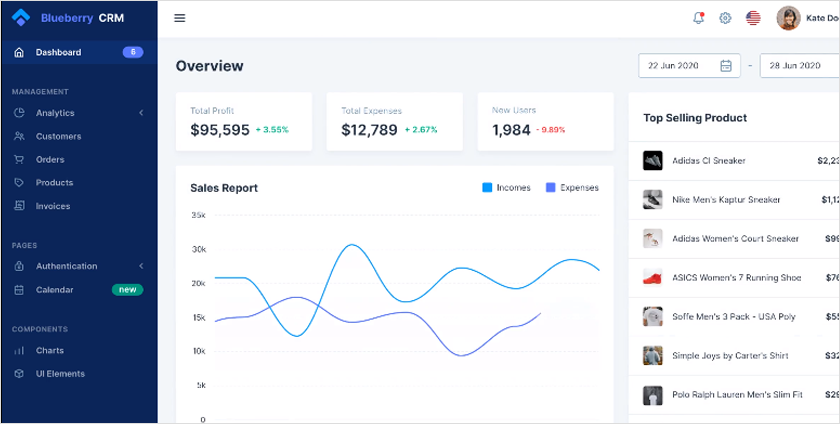 Blueberry CRM
Kate Do
Dashboard 6
Overview
22 Jun 2020 - 28 Jun 2020
MANAGEMENT
Analytics
Customers
Orders
Products
Invoices
PAGES
Authentication
Calendar new
COMPONENTS
Charts
UI Elements
Total Profit
$95,595 + 3.55%
Total Expenses
$12,789 + 2.67%
New Users
1,984 - 9.89%
Sales Report
Incomes Expenses
35k
30k
20k
15k
10k
5k
0
Top Selling Product
Adidas CI Sneaker $2,23
Nike Men's Kaptur Sneaker $1,12
Adidas Women's Court Sneaker $99
ASICS Women's 7 Running Shoe $76
Soffe Men's 3 Pack - USA Poly $55
Simple Joys by Carter's Shirt $32
Polo Ralph Lauren Men's Slim Fit $29